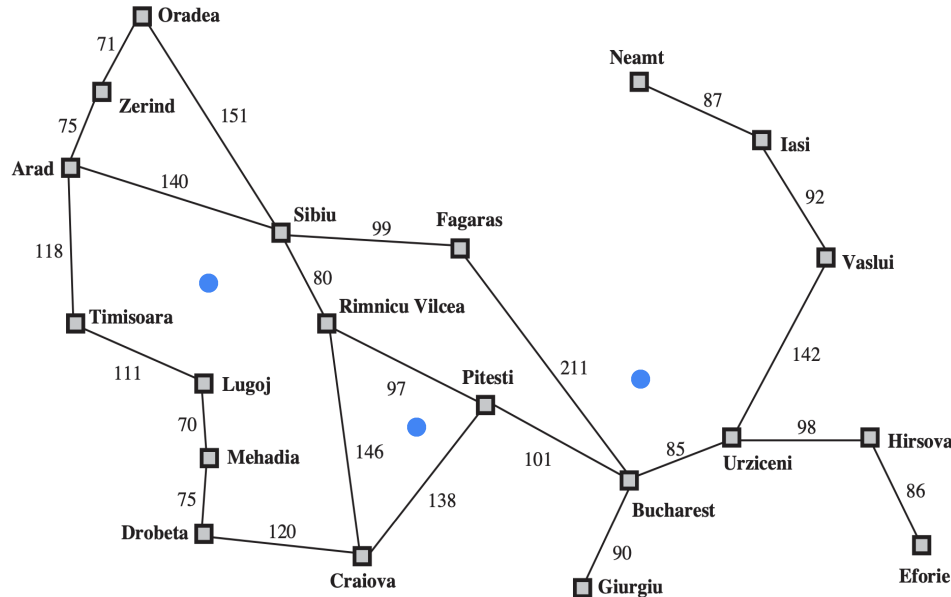 Oradea
71
Neamt
Zerind
87
151
75
Iasi
Arad
140
92
Sibiu
Fagaras
99
118
Vaslui
80
Timisoara
Rimnicu Vilcea
142
211
111
Lugoj
97
Pitesti
70
98
Hirsova
146
85
Mehadia
101
Urziceni
86
75
138
Bucharest
Drobeta
120
90
Craiova
Eforie
Giurgiu